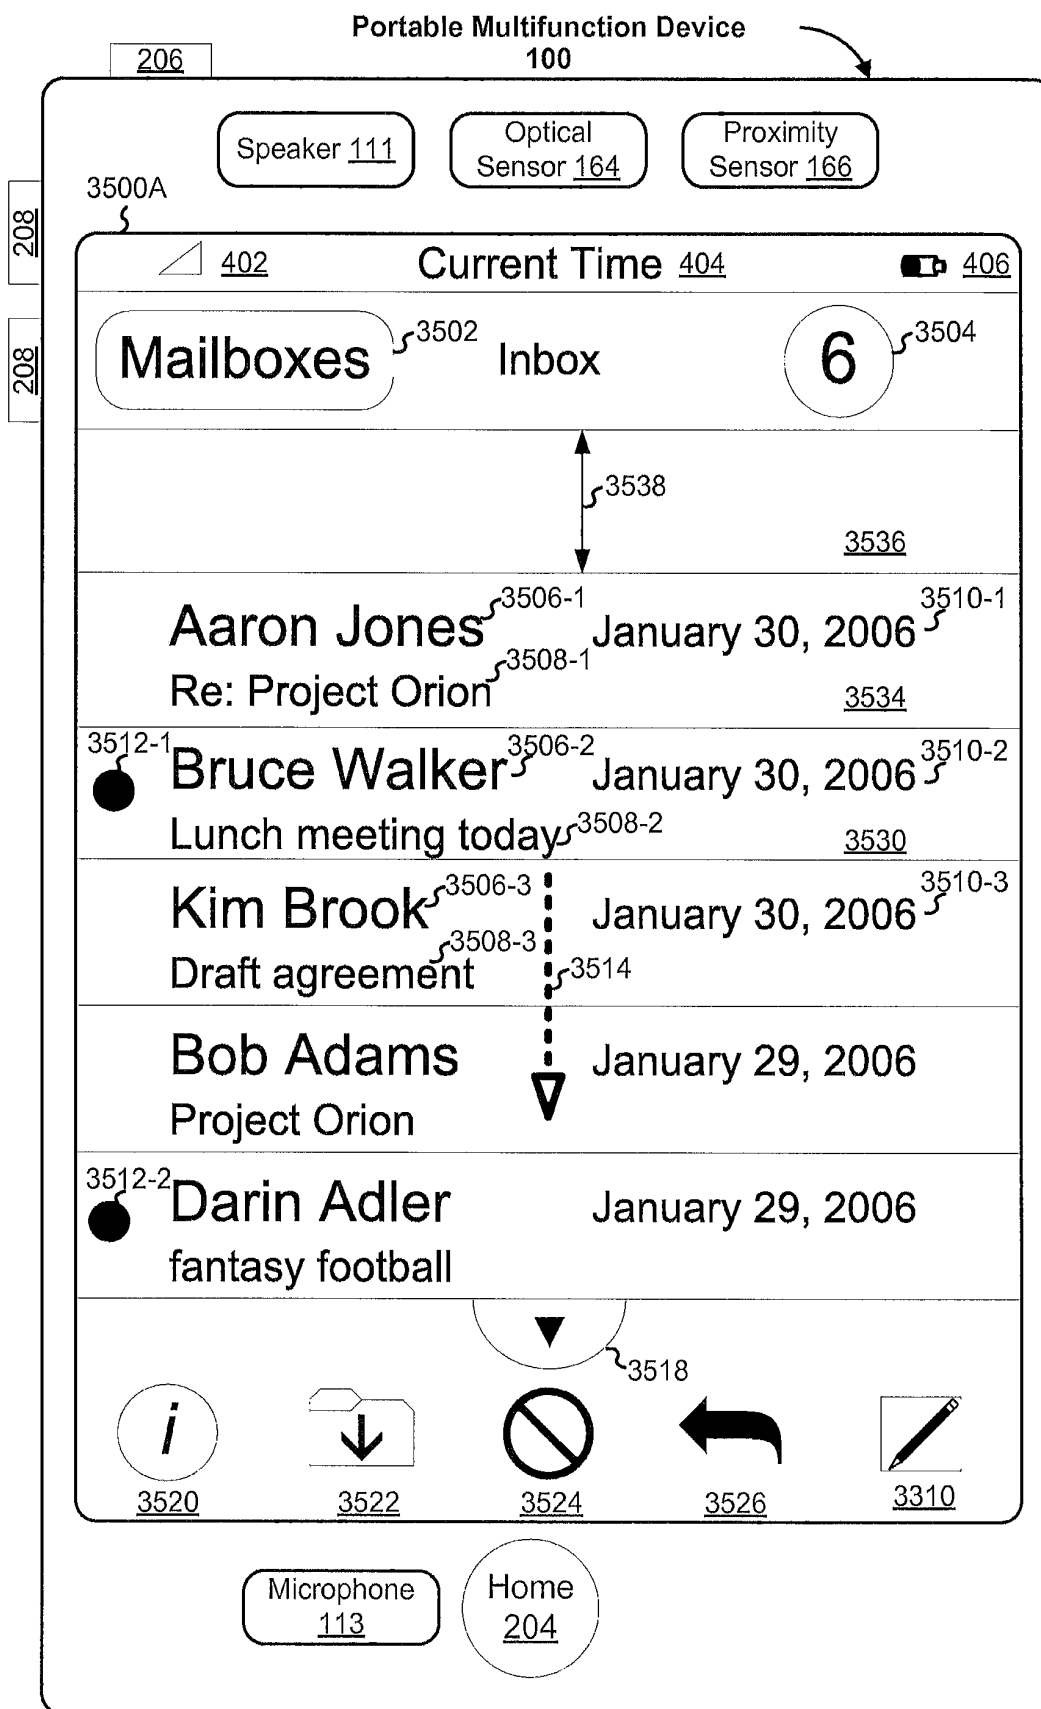 Portable Multifunction Device
100
206
Speaker 111
Optical
Sensor 164
Proximity
Sensor 166
3500A
208
208
402
Current Time 404
406
Mailboxes
3502
Inbox
6
3504
3538
3536
Aaron Jones
3506-1
January 30, 2006
3510-1
Re: Project Orion
3508-1
3534
3512-1
Bruce Walker
3506-2
January 30, 2006
3510-2
Lunch meeting today
3508-2
3530
Kim Brook
3506-3
January 30, 2006
3510-3
Draft agreement
3508-3
3514
Bob Adams
January 29, 2006
Project Orion
3512-2
Darin Adler
January 29, 2006
fantasy football
3518
i
3520
3522
3524
3526
3310
Microphone
113
Home
204